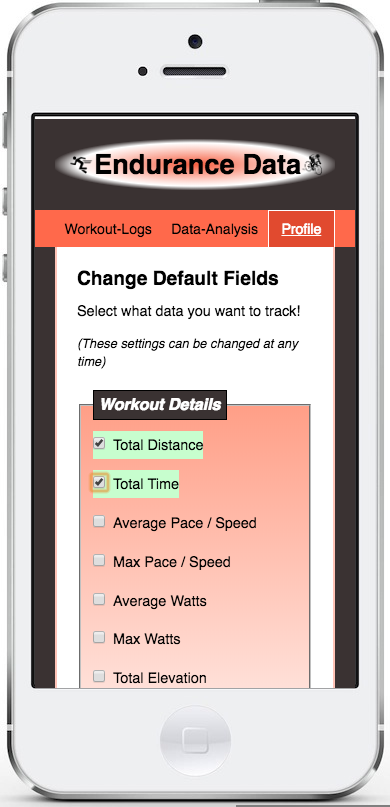 Endurance Data
Workout-Logs Data-Analysis Profile
Change Default Fields
Select what data you want to track!
(These settings can be changed at any
time)
Workout Details
Total Distance
Total Time
Average Pace / Speed
Max Pace / Speed
Average Watts
Max Watts
Total Elevation